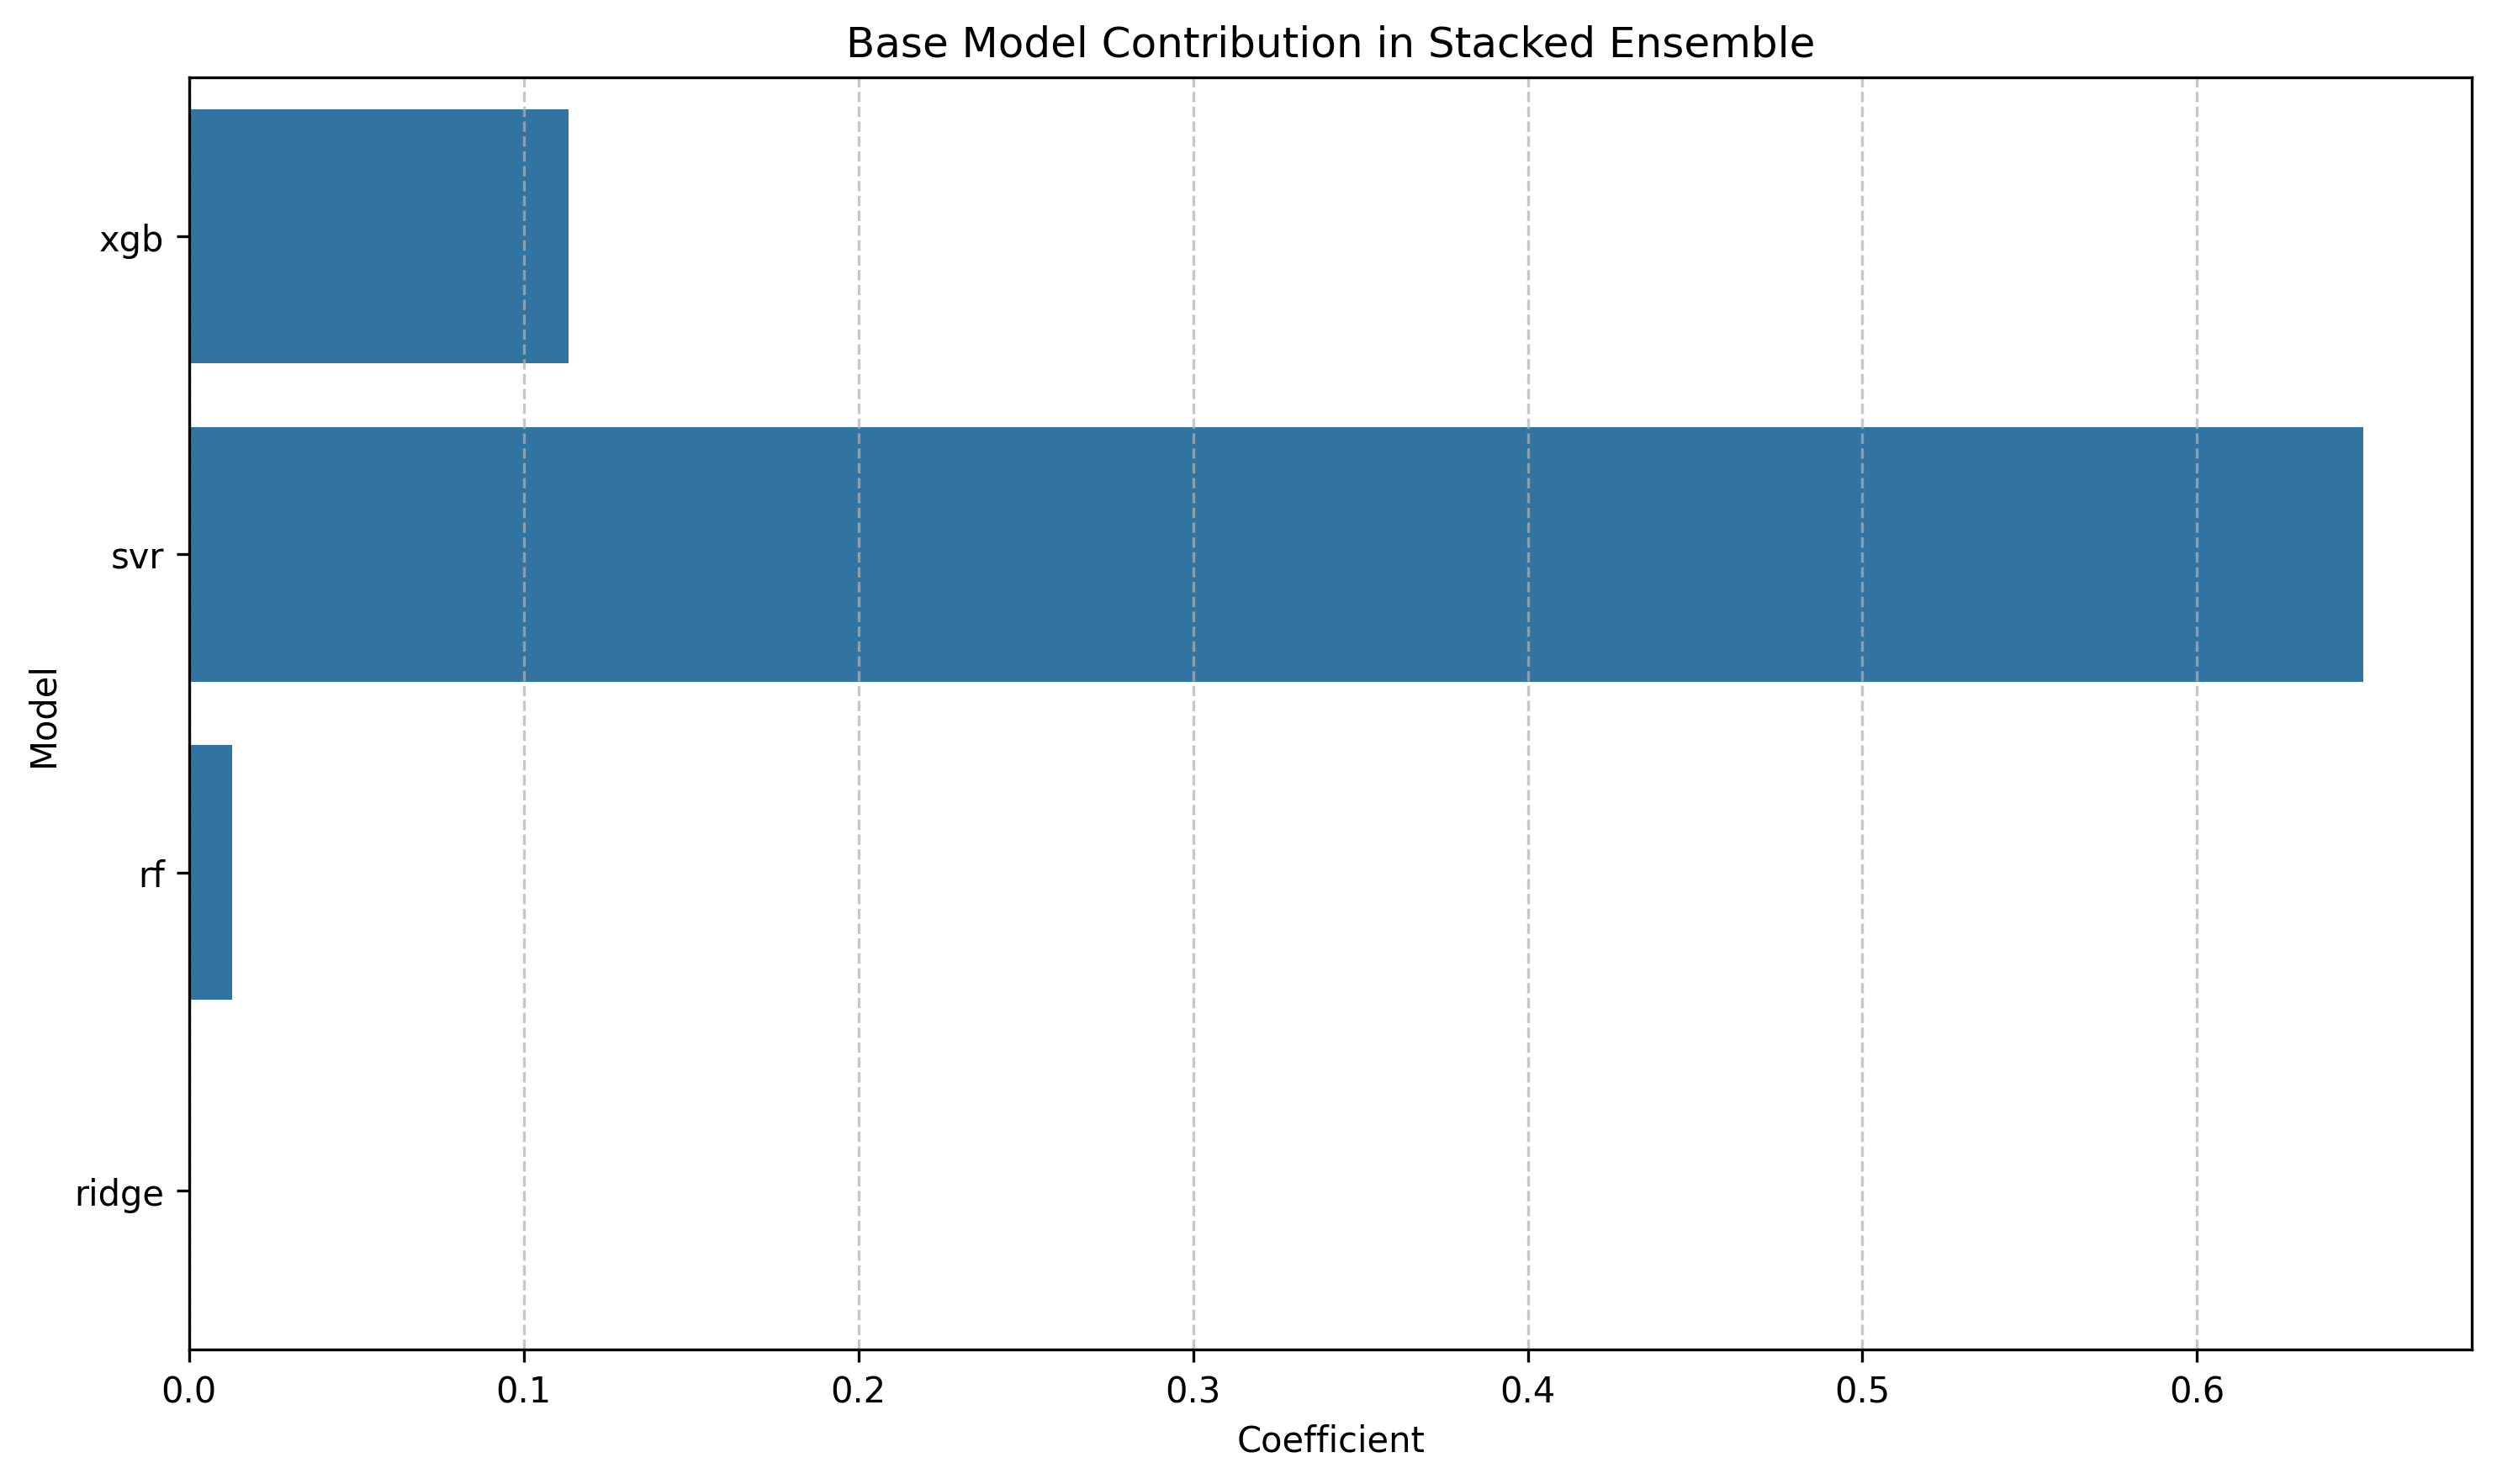 Base Model Contribution in Stacked Ensemble
Model
xgb
svr
rf
ridge
0.0 0.1 0.2 0.3 0.4 0.5 0.6
Coefficient